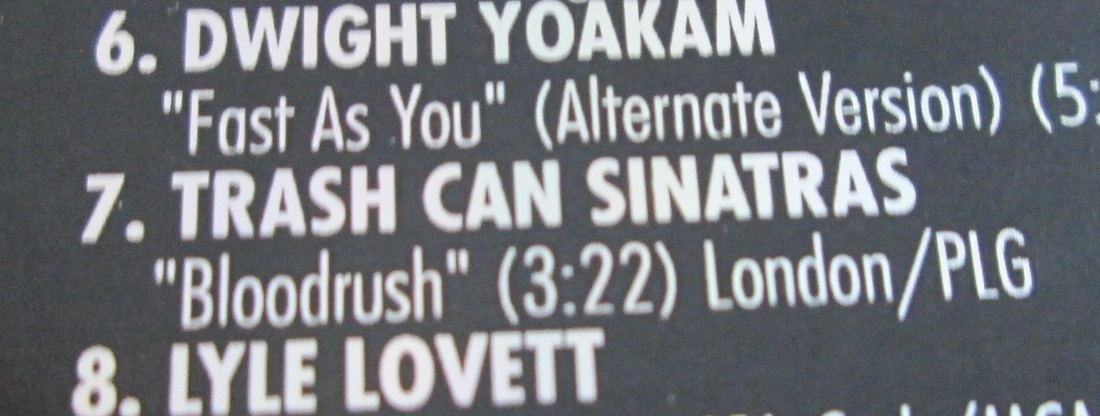 6. DWIGHT YOAKAM
"Fast As You" (Alternate Version) (5:
7. TRASH CAN SINATRAS
"Bloodrush" (3:22) London/PLG
8. LYLE LOVETT